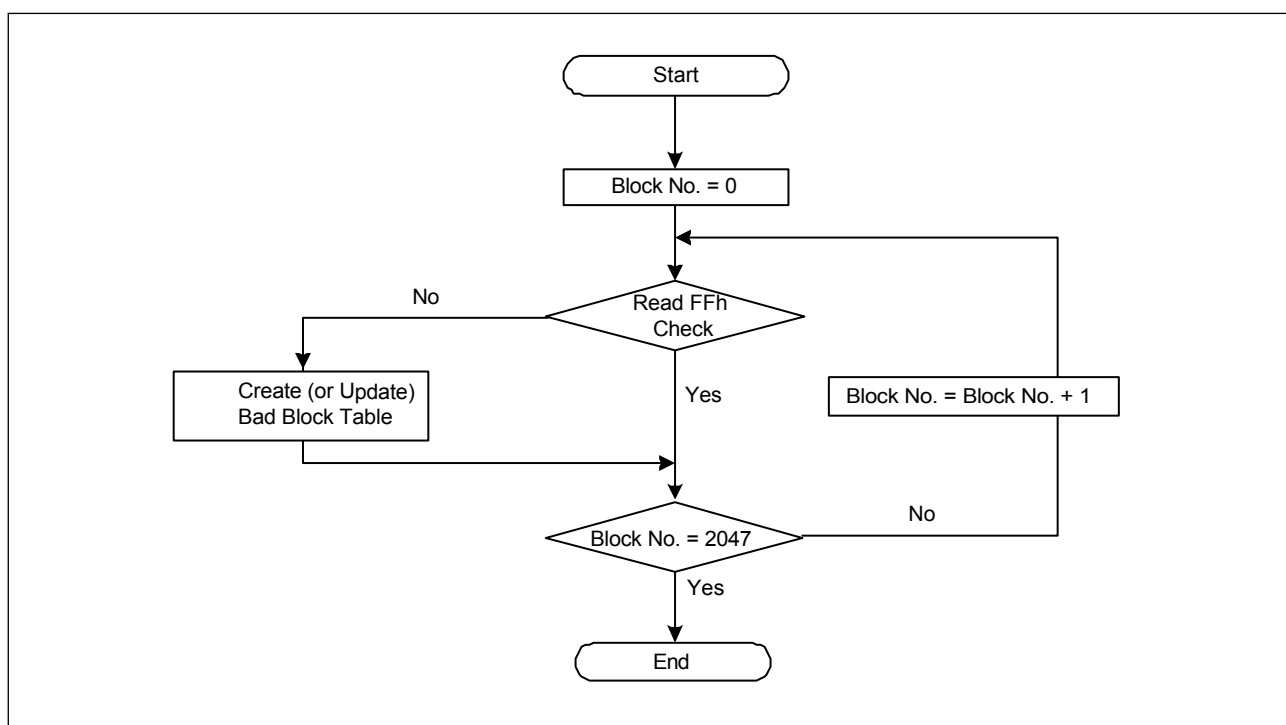 Start
Block No. = 0
No
Read FFh
Check
Create (or Update)
Bad Block Table
Yes
Block No. = Block No. + 1
No
Block No. = 2047
Yes
End